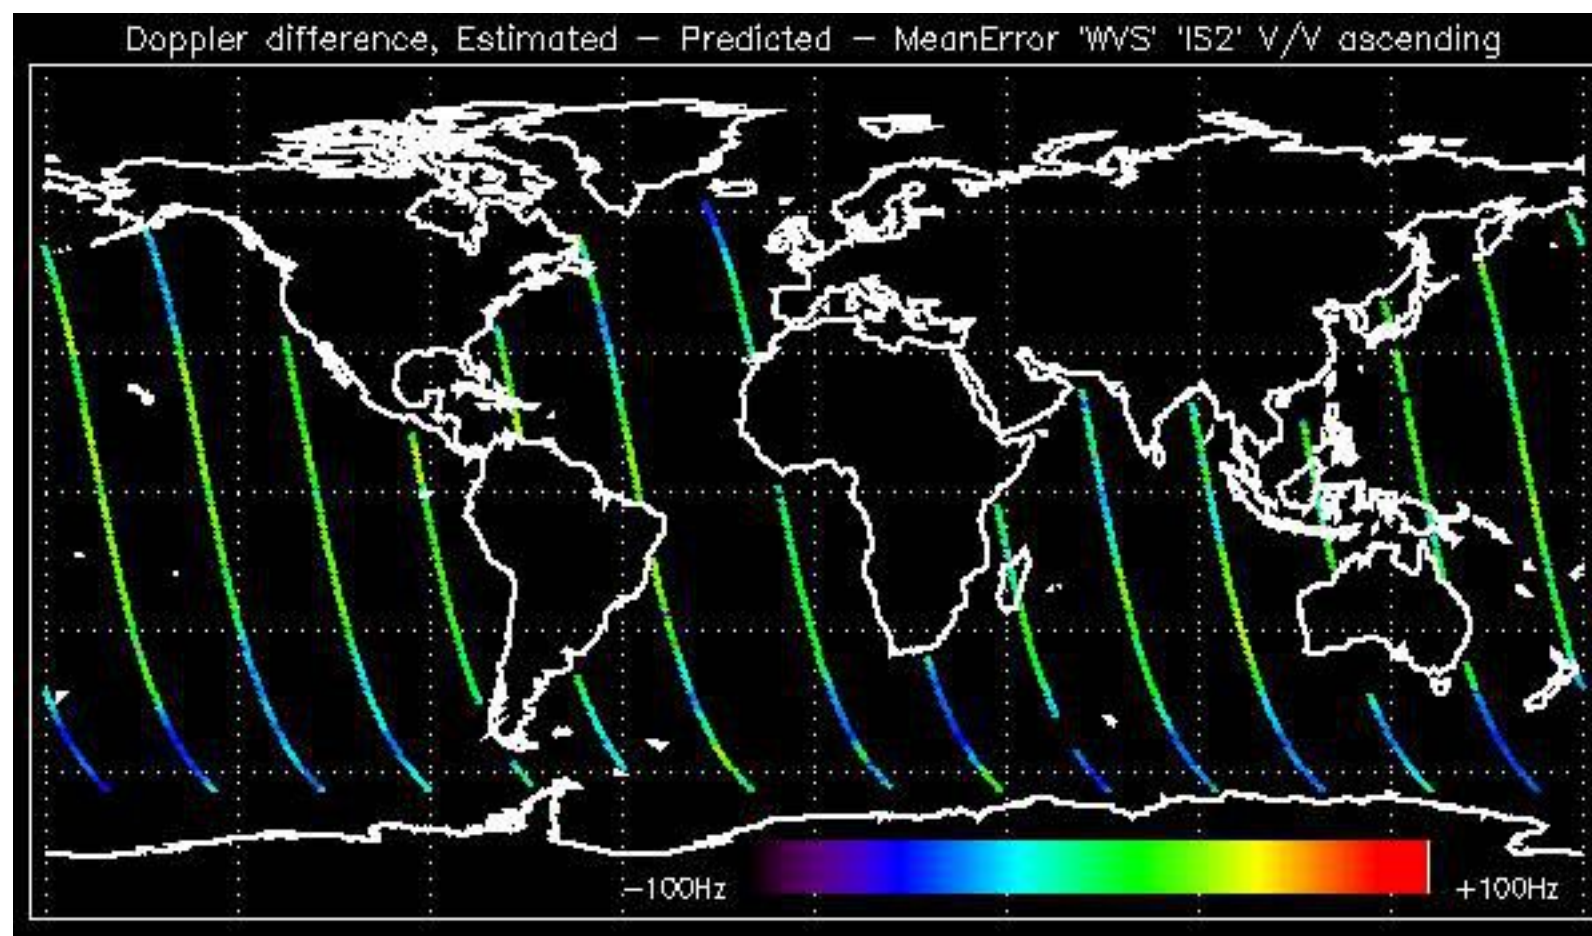 Doppler difference, Estimated - Predicted - MeanError 'WVS' 'IS2' V/V ascending
-100Hz
+100Hz